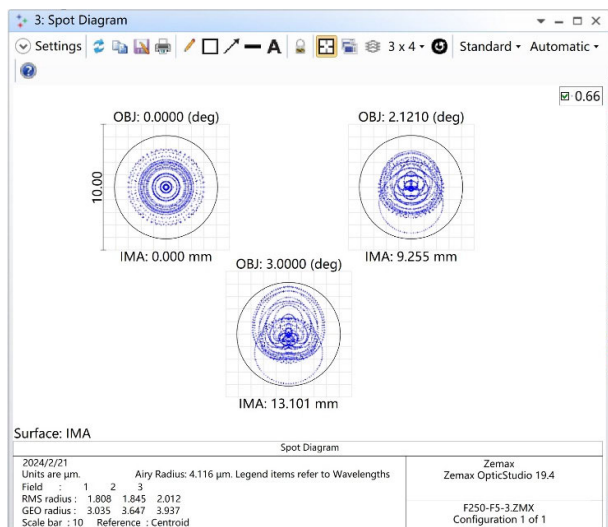 3: Spot Diagram
Settings A 3 x 4 Standard Automatic
0.66
OBJ: 0.0000 (deg)
OBJ: 2.1210 (deg)
10.00
IMA: 0.000 mm
IMA: 9.255 mm
OBJ: 3.0000 (deg)
IMA: 13.101 mm
Surface: IMA
Spot Diagram
2024/2/21
Units are µm. Airy Radius: 4.116 µm. Legend items refer to Wavelengths
Field : 1 2 3
RMS radius : 1.808 1.845 2.012
GEO radius : 3.035 3.647 3.937
Scale bar : 10 Reference : Centroid
Zemax
Zemax OpticStudio 19.4
F250-F5-3.ZMX
Configuration 1 of 1